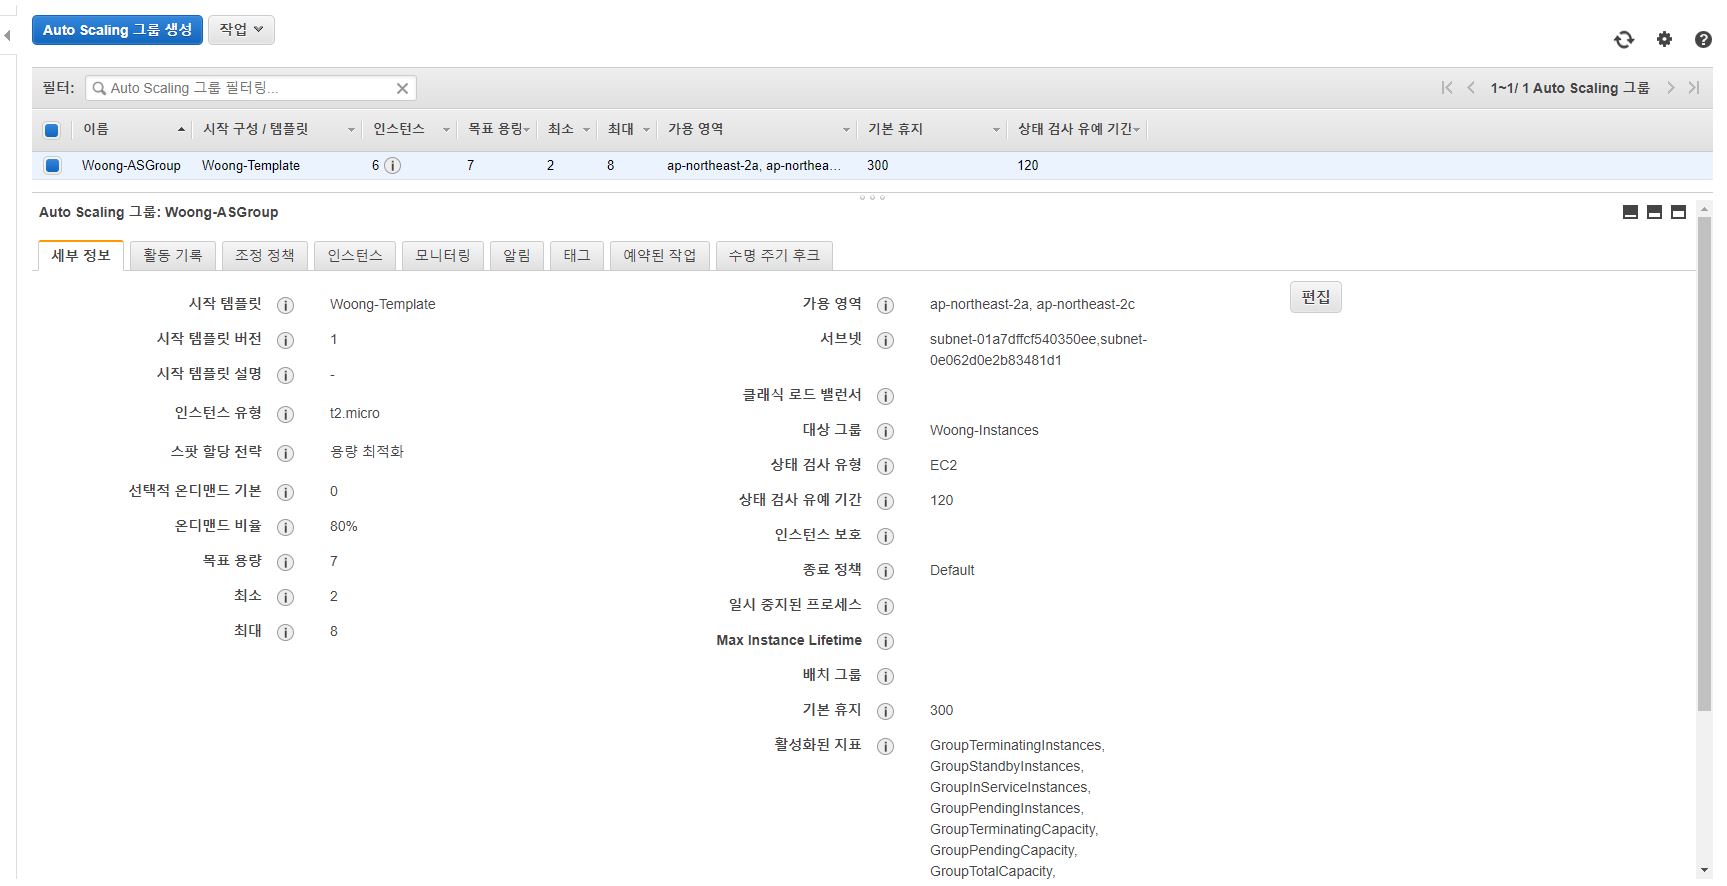 Auto Scaling 그룹 생성 작업
필터: Auto Scaling 그룹 필터링... 1~1/ 1 Auto Scaling 그룹
이름 시작 구성 / 템플릿 인스턴스 목표 용량 최소 최대 가용 영역 기본 휴지 상태 검사 유예 기간
Woong-ASGroup Woong-Template 6 7 2 8 ap-northeast-2a, ap-northea... 300 120
Auto Scaling 그룹: Woong-ASGroup
세부 정보 활동 기록 조정 정책 인스턴스 모니터링 알림 태그 예약된 작업 수명 주기 후크
편집
시작 템플릿 Woong-Template
시작 템플릿 버전 1
시작 템플릿 설명 -
인스턴스 유형 t2.micro
스팟 할당 전략 용량 최적화
선택적 온디맨드 기본 0
온디맨드 비율 80%
목표 용량 7
최소 2
최대 8
가용 영역 ap-northeast-2a, ap-northeast-2c
서브넷 subnet-01a7dffcf540350ee,subnet-
0e062d0e2b83481d1
클래식 로드 밸런서
대상 그룹 Woong-Instances
상태 검사 유형 EC2
상태 검사 유예 기간 120
인스턴스 보호
종료 정책 Default
일시 중지된 프로세스
Max Instance Lifetime
배치 그룹
기본 휴지 300
활성화된 지표 GroupTerminatingInstances,
GroupStandbyInstances,
GroupInServiceInstances,
GroupPendingInstances,
GroupTerminatingCapacity,
GroupPendingCapacity,
GroupTotalCapacity,